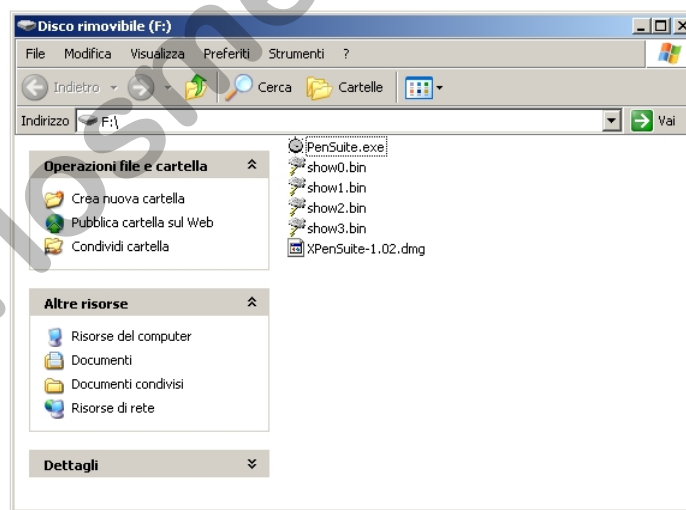 Disco rimovibile (F:)
File Modifica Visualizza Preferiti Strumenti ?
Indietro Cerca Cartelle
Indirizzo F:\ Vai
Operazioni file e cartella
Crea nuova cartella
Pubblica cartella sul Web
Condividi cartella
Altre risorse
Risorse del computer
Documenti
Documenti condivisi
Risorse di rete
Dettagli
PenSuite.exe
show0.bin
show1.bin
show2.bin
show3.bin
XPenSuite-1.02.dmg